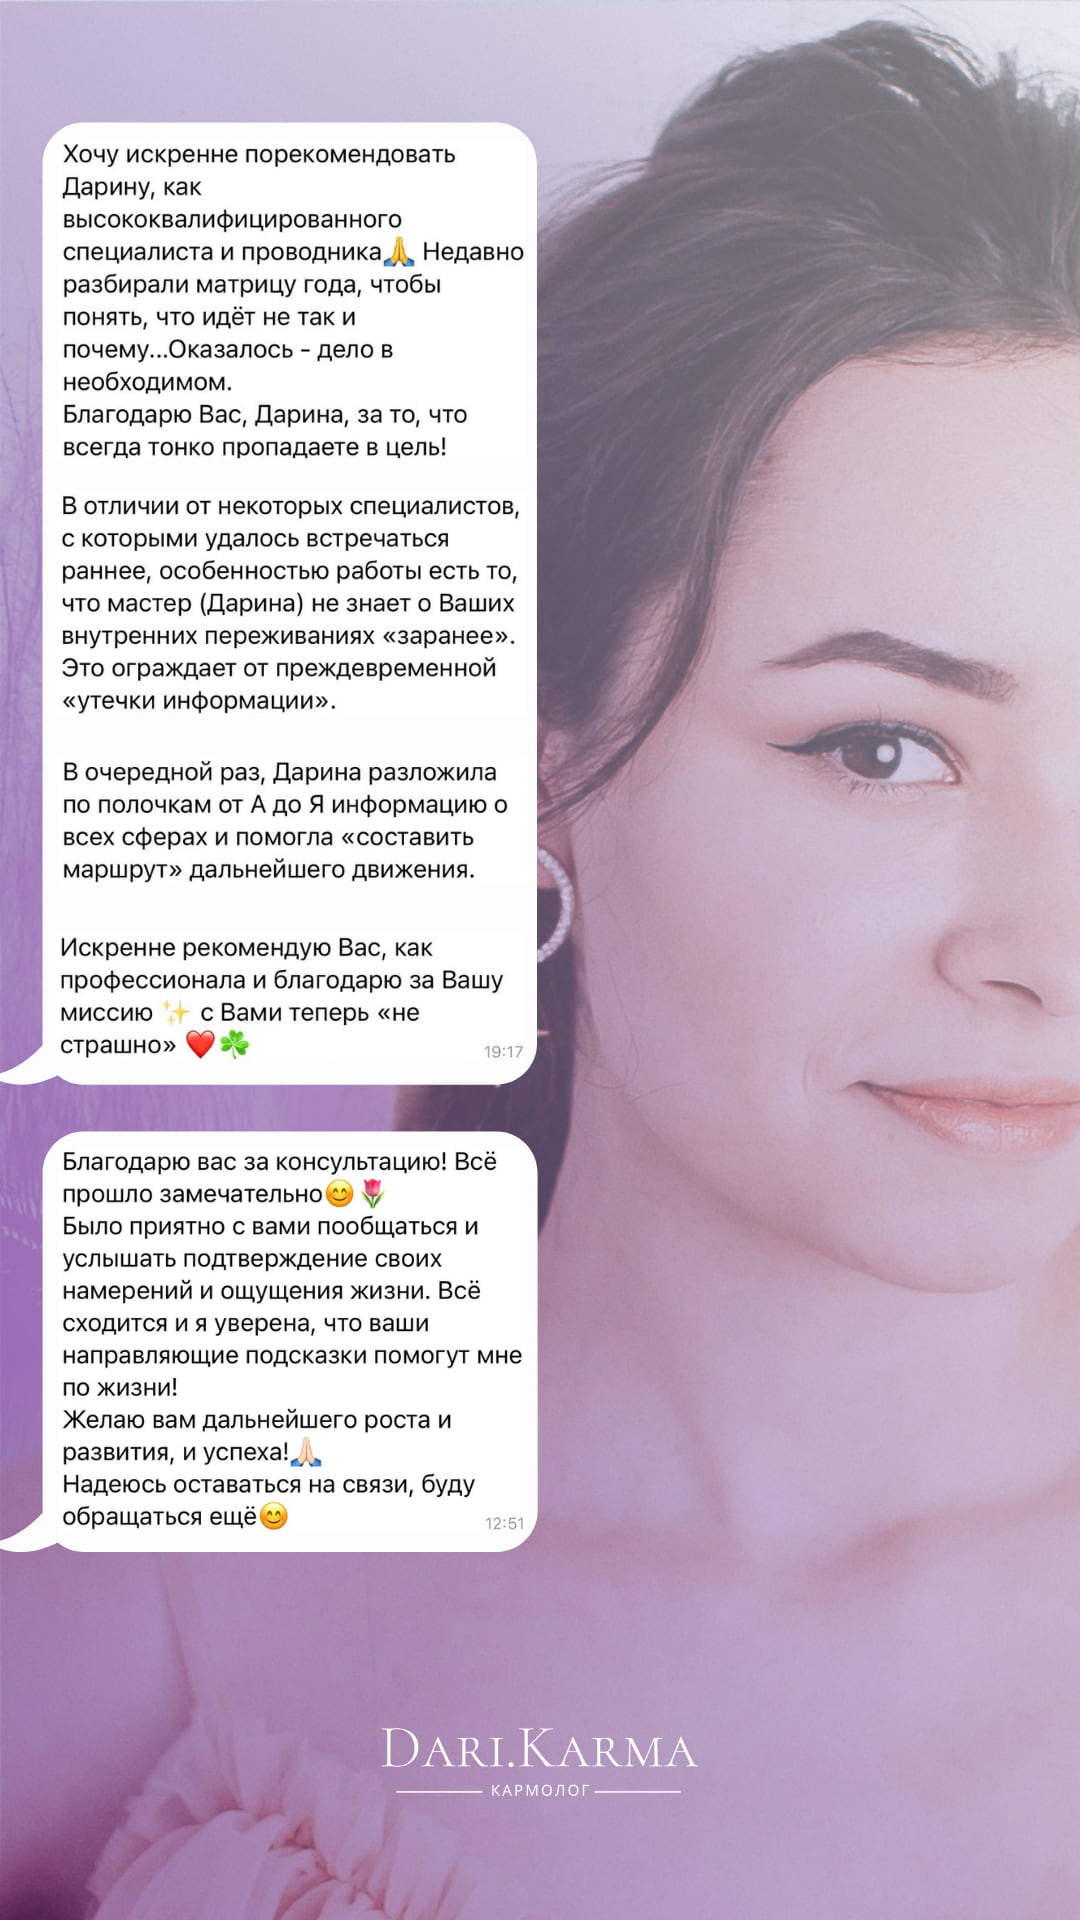 Хочу искренне порекомендовать
Дарину, как
высококвалифицированного
специалиста и проводника🙏 Недавно
разбирали матрицу года, чтобы
понять, что идёт не так и
почему...Оказалось - дело в
необходимом.
Благодарю Вас, Дарина, за то, что
всегда тонко пропадаете в цель!
В отличии от некоторых специалистов,
с которыми удалось встречаться
раннее, особенностью работы есть то,
что мастер (Дарина) не знает о Ваших
внутренних переживаниях «заранее».
Это ограждает от преждевременной
«утечки информации».
В очередной раз, Дарина разложила
по полочкам от А до Я информацию о
всех сферах и помогла «составить
маршрут» дальнейшего движения.
Искренне рекомендую Вас, как
профессионала и благодарю за Вашу
миссию ✨ с Вами теперь «не
страшно» ❤️☘️
19:17
Благодарю вас за консультацию! Всё
прошло замечательно😊🌷
Было приятно с вами пообщаться и
услышать подтверждение своих
намерений и ощущения жизни. Всё
сходится и я уверена, что ваши
направляющие подсказки помогут мне
по жизни!
Желаю вам дальнейшего роста и
развития, и успеха!🙏🏻
Надеюсь оставаться на связи, буду
обращаться ещё😊
12:51
DARI.KARMA
КАРМОЛОГ